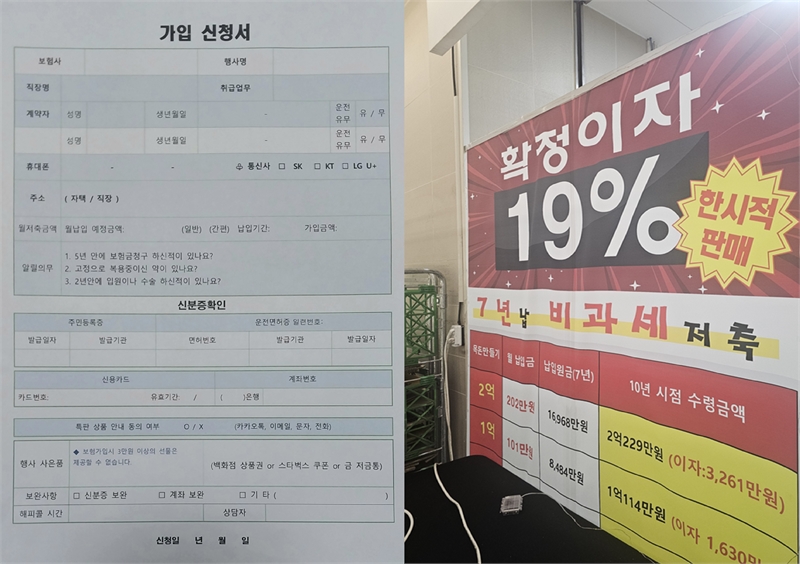 가입 신청서
보험사 행사명
직장명 취급업무
계약자 성명 생년월일 - 운전 유무 유 / 무
성명 생년월일 - 운전 유무 유 / 무
휴대폰 - - 통신사 □ SK □ KT □ LG U+
주소 ( 자택 / 직장 )
월저축금액 월납입 예정금액: (일반) (간편) 납입기간: 가입금액:
알릴의무
1. 5년 안에 보험금청구 하신적이 있나요?
2. 고정으로 복용중이신 약이 있나요?
3. 2년만에 입원이나 수술 하신적이 있나요?
신분증확인
주민등록증 운전면허증 일련번호:
발급일자 발급기관 면허번호 발급기관 발급일자
신용카드 계좌번호
카드번호: 유효기간: / ( )은행
특판 상품 안내 동의 여부 O / X (카카오톡, 이메일, 문자, 전화)
행사 사은품
◆ 보험가입시 3만원 이상의 선물은
제공할 수 없습니다.
(백화점 상품권 or 스타벅스 쿠폰 or 금 저금통)
보완사항 □ 신분증 보완 □ 계좌 보완 □ 기 타 ( )
해피콜 시간 상담자
신청일 년 월 일
확정이자
19%
한시적
판매
7년납 비과세 저축
목돈만들기 월 납입금 납입원금(7년) 10년 시점 수령금액
2억 202만원 16,968만원 2억229만원 (이자:3,261만원)
1억 101만원 8,484만원 1억114만원 (이자 1,630만